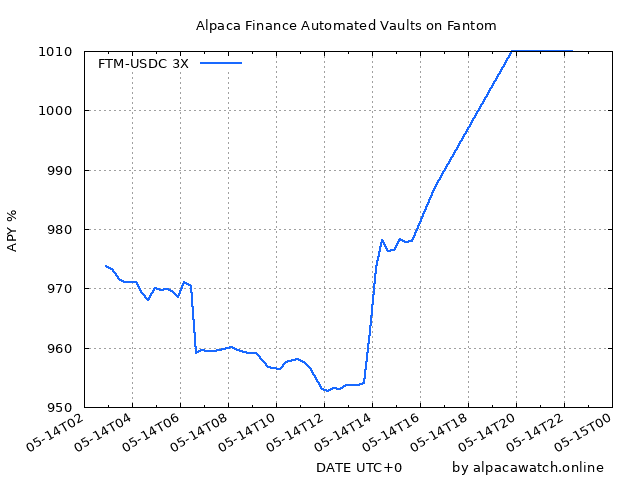 Alpaca Finance Automated Vaults on Fantom
FTM-USDC 3X
APY %
1010
1000
990
980
970
960
950
05-14T02
05-14T04
05-14T06
05-14T08
05-14T10
05-14T12
05-14T14
05-14T16
05-14T18
05-14T20
05-14T22
05-15T00
DATE UTC+0
by alpacawatch.online